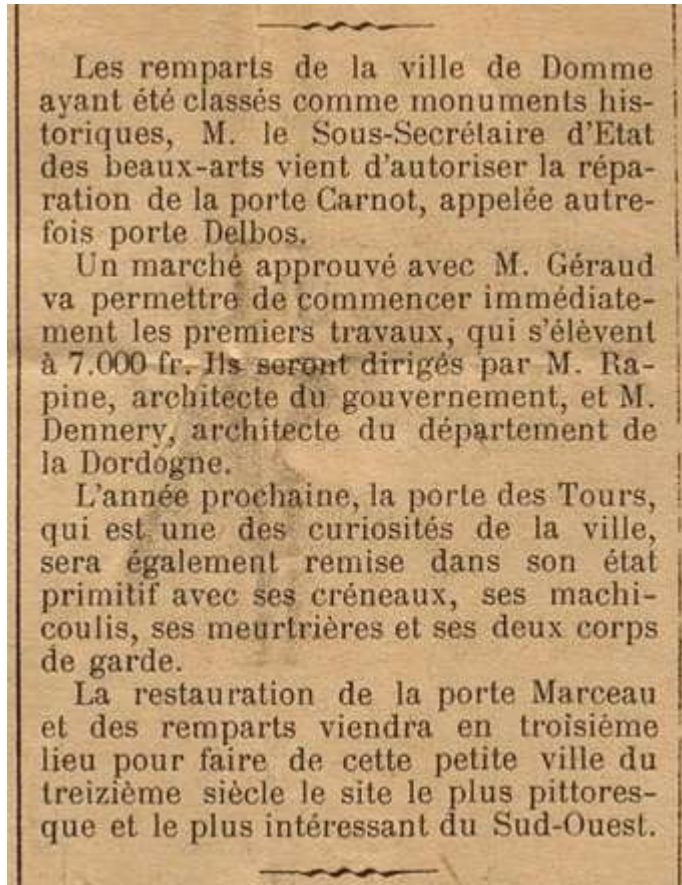 Les remparts de la ville de Domme
ayant été classés comme monuments his-
toriques, M. le Sous-Secrétaire d'Etat
des beaux-arts vient d'autoriser la répa-
ration de la porte Carnot, appelée autre-
fois porte Delbos.
Un marché approuvé avec M. Géraud
va permettre de commencer immédiate-
ment les premiers travaux, qui s'élèvent
à 7.000 fr. Ils seront dirigés par M. Ra-
pine, architecte du gouvernement, et M.
Dennery, architecte du département de
la Dordogne.
L'année prochaine, la porte des Tours,
qui est une des curiosités de la ville,
sera également remise dans son état
primitif avec ses créneaux, ses machi-
coulis, ses meurtrières et ses deux corps
de garde.
La restauration de la porte Marceau
et des remparts viendra en troisième
lieu pour faire de cette petite ville du
treizième siècle le site le plus pittores-
que et le plus intéressant du Sud-Ouest.